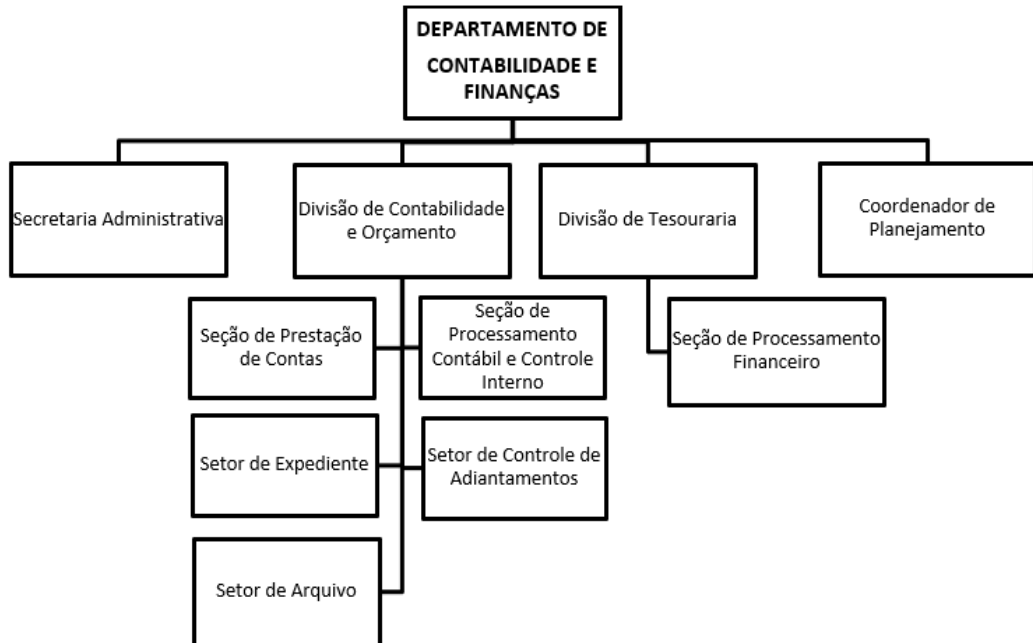 DEPARTAMENTO DE
CONTABILIDADE E
FINANÇAS
Secretaria Administrativa
Divisão de Contabilidade
e Orçamento
Divisão de Tesouraria
Coordenador de
Planejamento
Seção de Prestação
de Contas
Seção de
Processamento
Contábil e Controle
Interno
Seção de Processamento
Financeiro
Setor de Expediente
Setor de Controle de
Adiantamentos
Setor de Arquivo